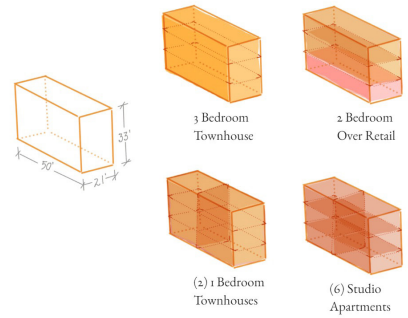 3 Bedroom
Townhouse
2 Bedroom
Over Retail
33'
50'
21'
(2) 1 Bedroom
Townhouses
(6) Studio
Apartments